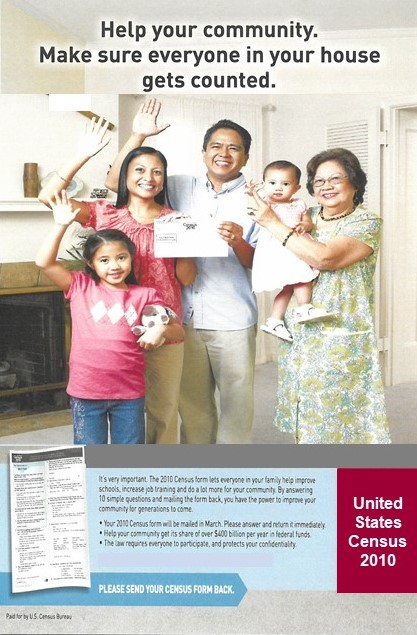 Help your community.
Make sure everyone in your house
gets counted.
It's very important. The 2010 Census form lets everyone in your family help improve
schools, increase job training and do a lot more for your community. By answering
10 simple questions and mailing the form back, you have the power to improve your
community for generations to come.
• Your 2010 Census form will be mailed in March. Please answer and return it immediately.
• Help your community get its share of over $400 billion per year in federal funds.
• The law requires everyone to participate, and protects your confidentiality.
PLEASE SEND YOUR CENSUS FORM BACK.
United
States
Census
2010
Paid for by U.S. Census Bureau